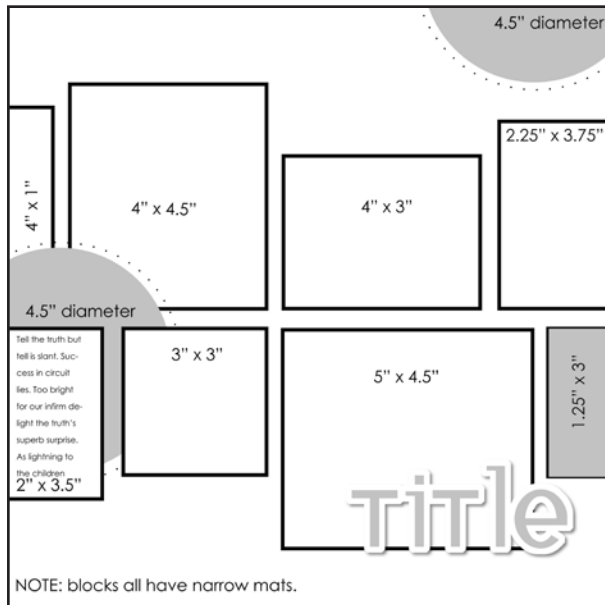 4.5” diameter
2.25” x 3.75”
4” x 1”
4” x 4.5”
4” x 3”
4.5” diameter
Tell the truth but
tell is slant. Suc-
cess in circuit
lies. Too bright
for our infirm de-
light the truth’s
superb surprise.
As lightning to
the children
2” x 3.5”
3” x 3”
5” x 4.5”
1.25” x 3”
TiTle
NOTE: blocks all have narrow mats.